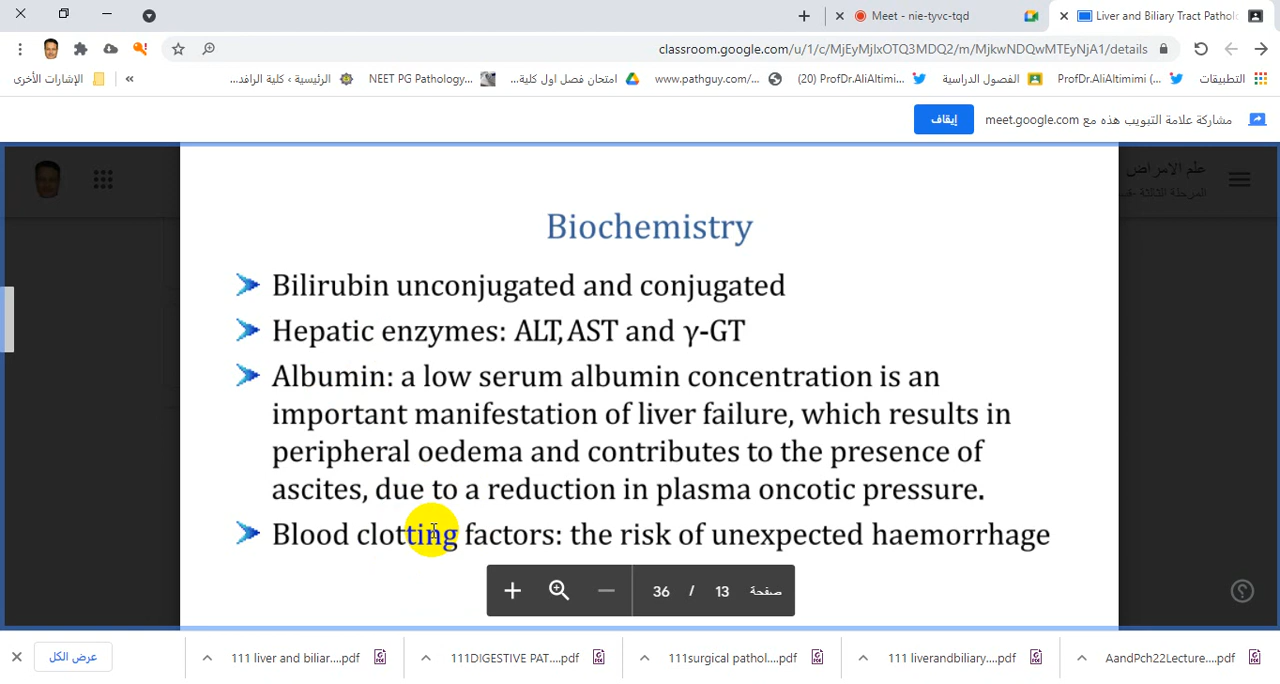 Meet - nie-tyvc-tqd
Liver and Biliary Tract Pathol
classroom.google.com/u/1/c/MjEyMjIxOTQ3MDQ2/m/MjkwNDQwMTEyNjA1/details
التطبيقات
ProfDr.AliAltimimi (...
الفصول الدراسية
(20) ProfDr.AliAltimi...
www.pathguy.com/...
امتحان فصل اول كلية...
NEET PG Pathology...
الرئيسية › كلية الرافد...
»
الإشارات الأخرى
مشاركة علامة التبويب هذه مع meet.google.com
إيقاف
علم الامراض
Biochemistry
Bilirubin unconjugated and conjugated
Hepatic enzymes: ALT, AST and γ-GT
Albumin: a low serum albumin concentration is an
important manifestation of liver failure, which results in
peripheral oedema and contributes to the presence of
ascites, due to a reduction in plasma oncotic pressure.
Blood clotting factors: the risk of unexpected haemorrhage
صفحة 13 / 36
عرض الكل
111 liver and biliar....pdf
111DIGESTIVE PAT....pdf
111surgical pathol....pdf
111 liverandbiliary....pdf
AandPch22Lecture....pdf